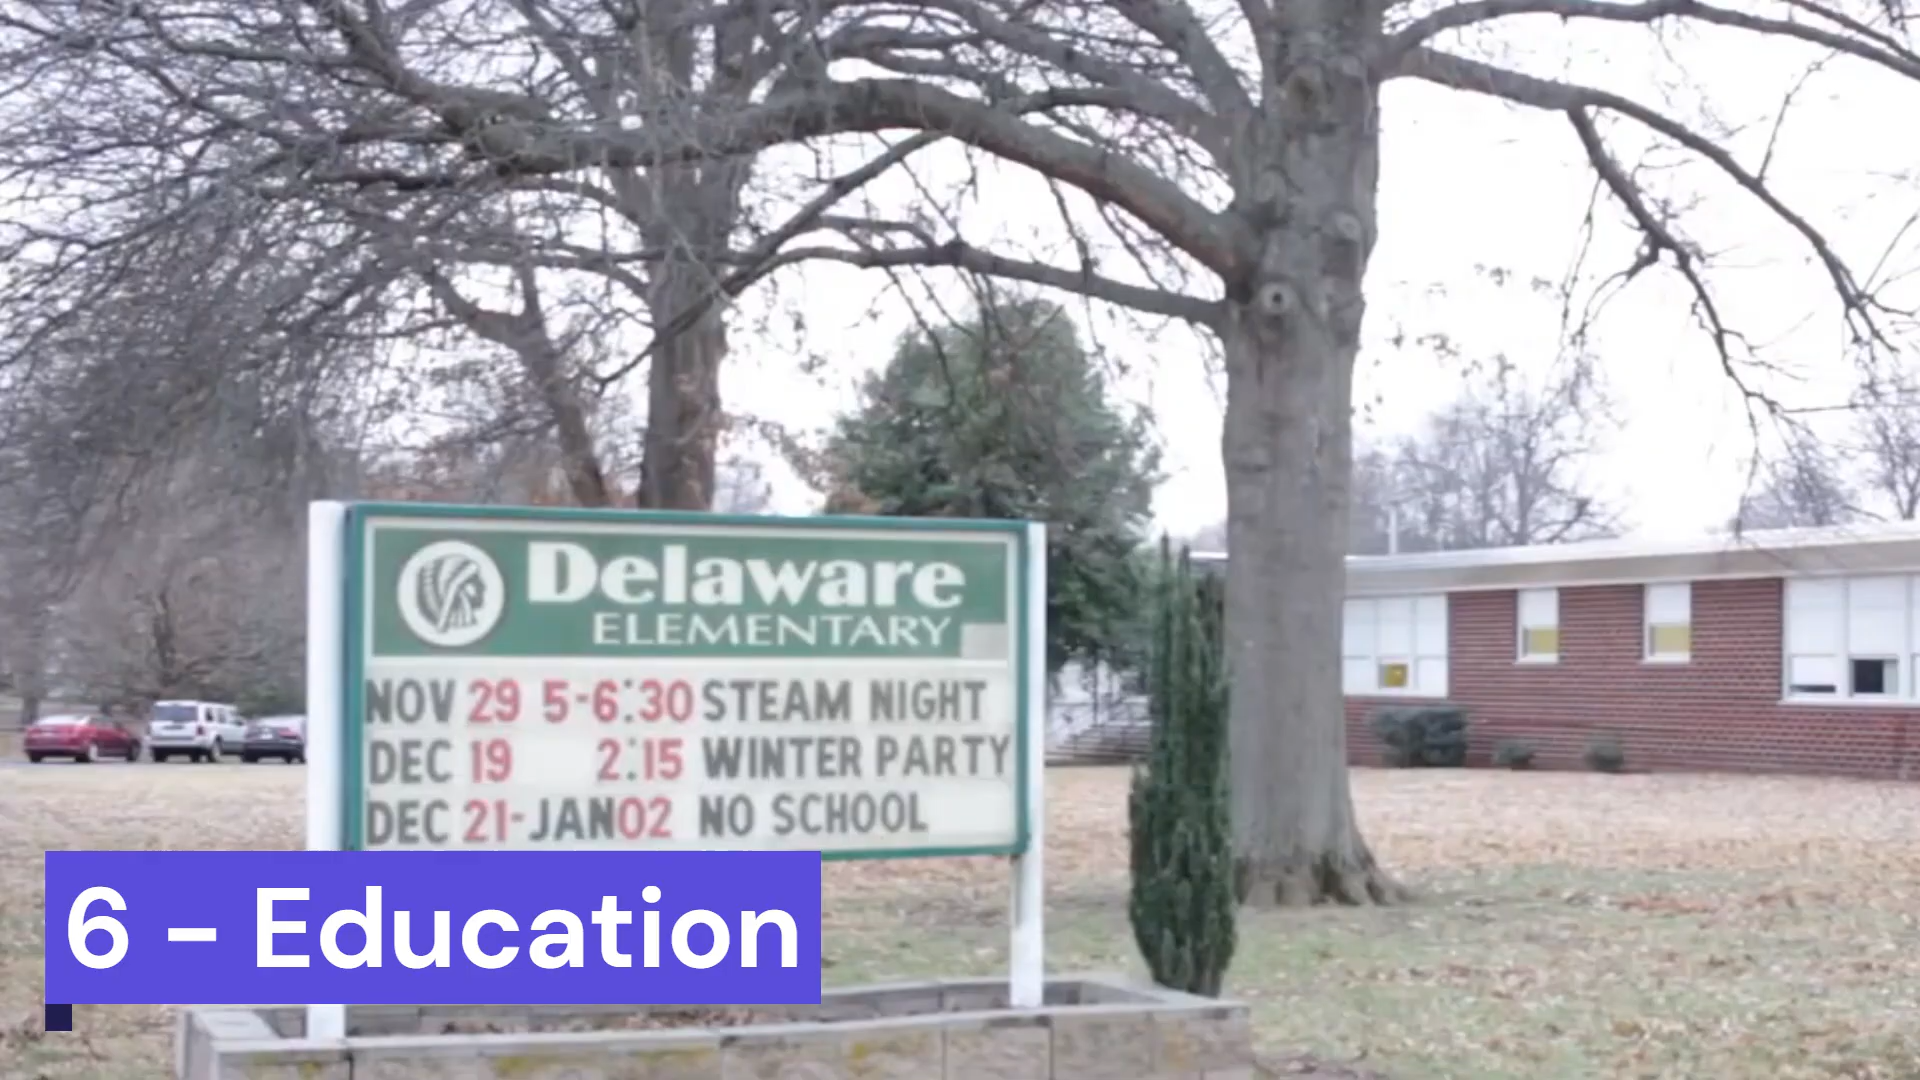 Delaware
ELEMENTARY
NOV 29 5-6:30 STEAM NIGHT
DEC 19 2:15 WINTER PARTY
DEC 21-JAN02 NO SCHOOL
6 - Education